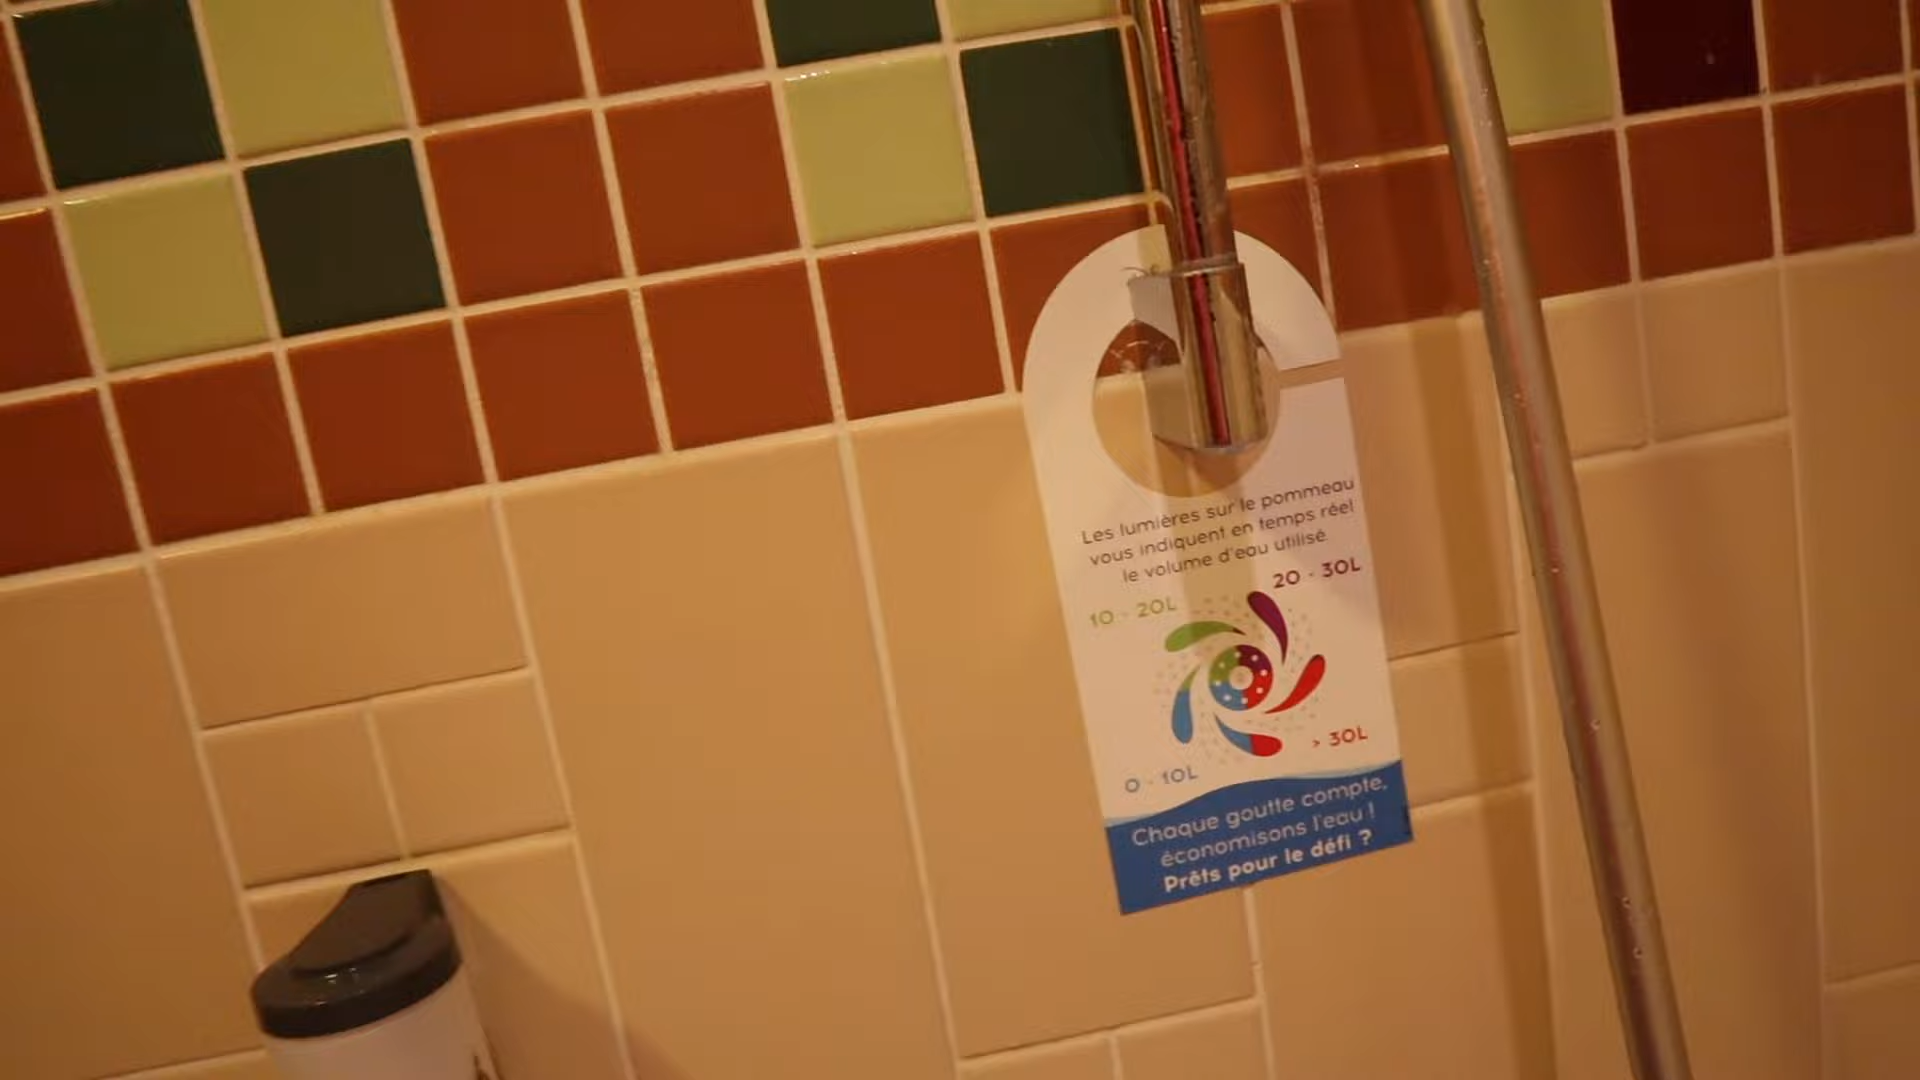 Les lumières sur le pommeau
vous indiquent en temps réel
le volume d'eau utilisé.
10 - 20L
20 - 30L
0 - 10L
> 30L
Chaque goutte compte,
économisons l'eau !
Prêts pour le défi ?